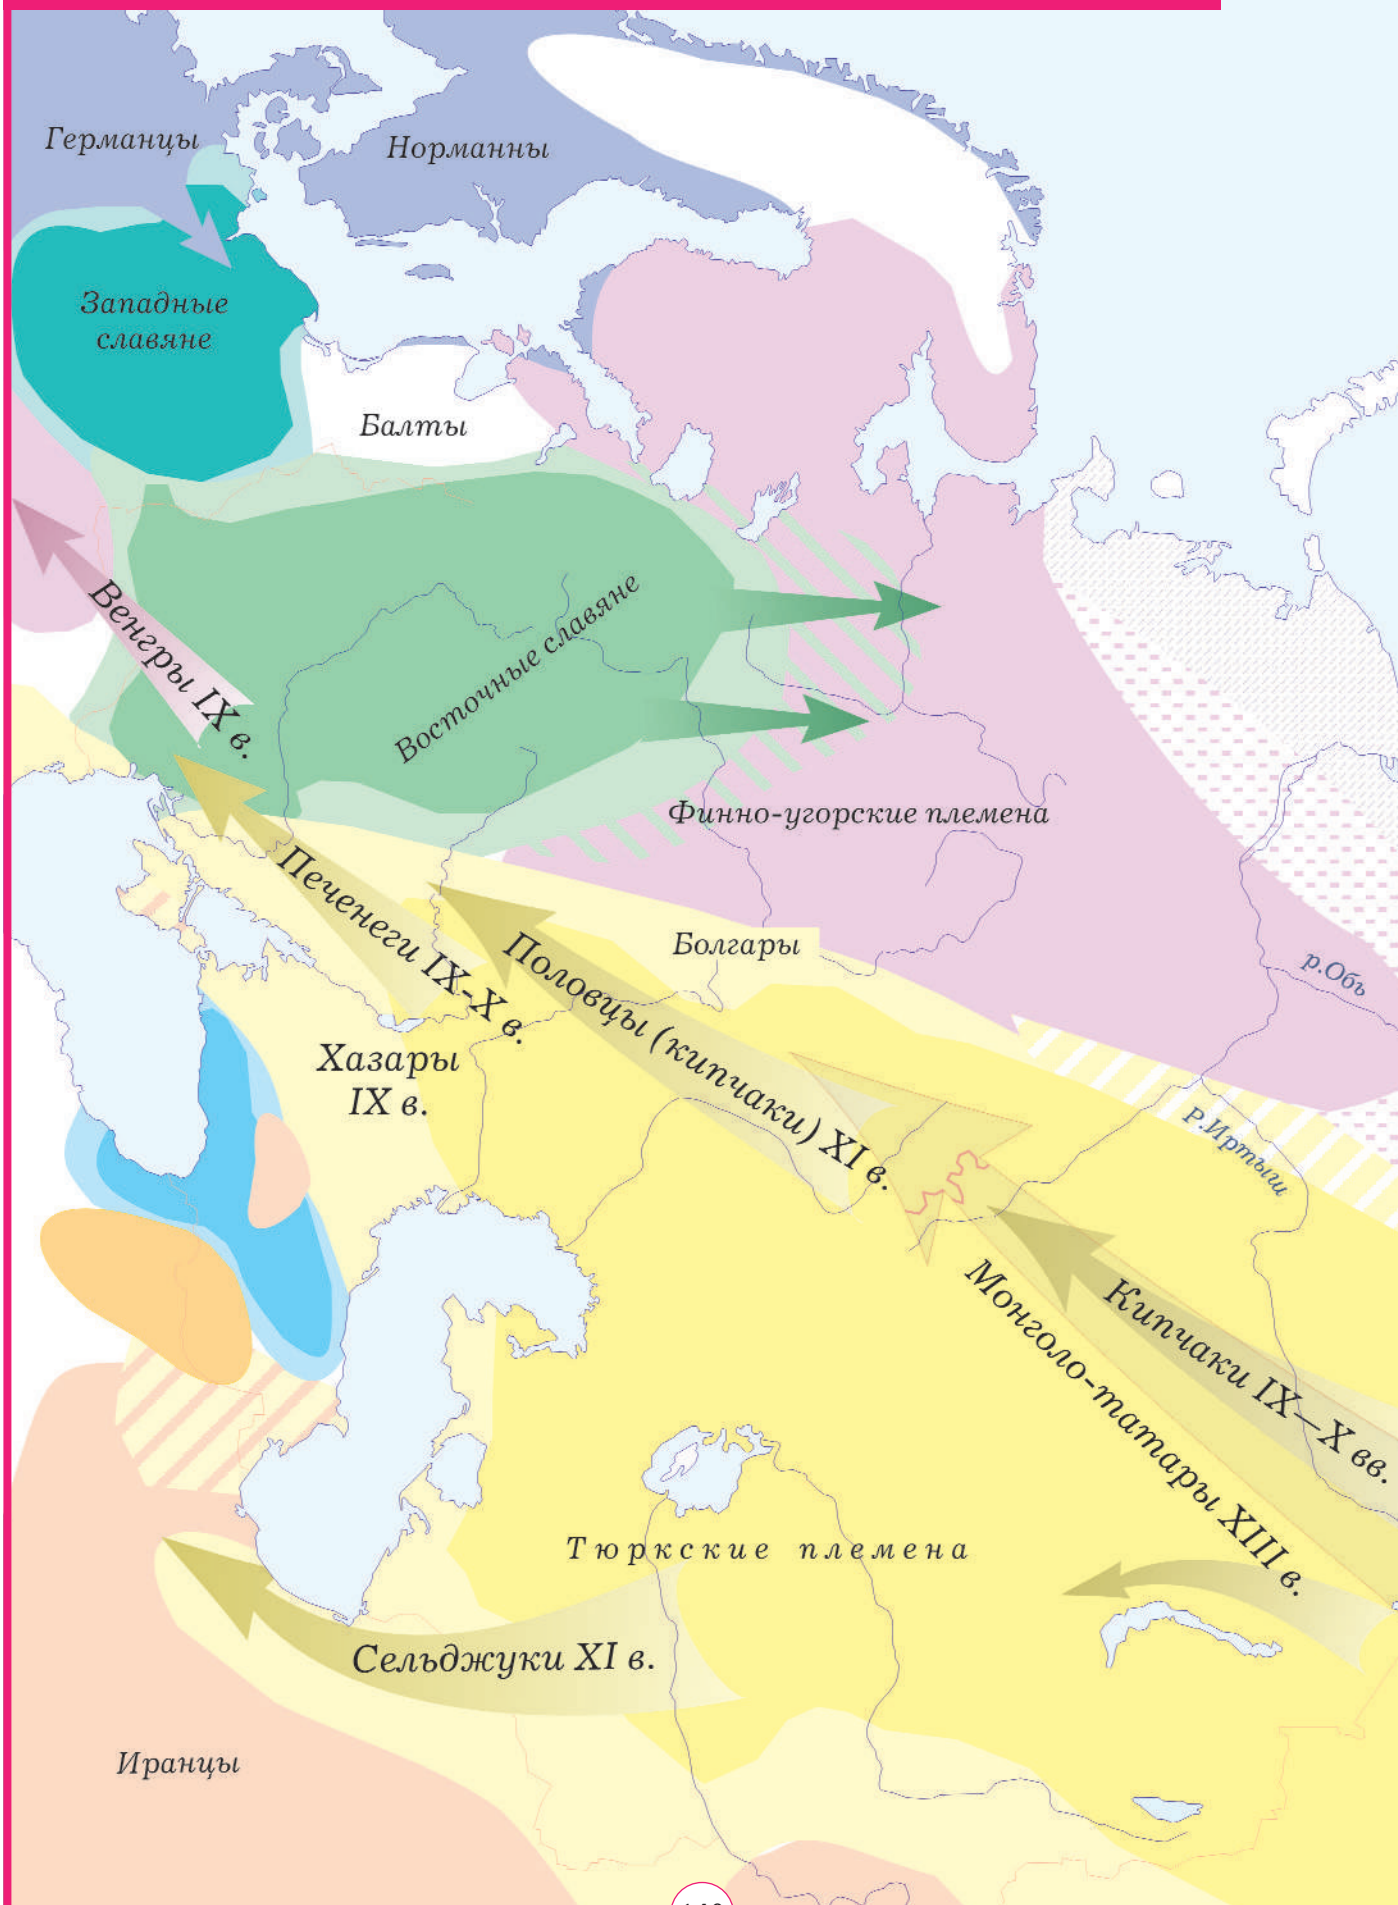 Германцы
Норманны
Западные
славяне
Балты
Венгры IX в.
Восточные славяне
Финно-угорские племена
Печенеги IX-X в.
Половцы (кипчаки) XI в.
Болгары
р.Обь
Хазары
IX в.
Р.Иртыш
Монголо-татары XIII в.
Кипчаки IX—X вв.
Тюркские племена
Сельджуки XI в.
Иранцы